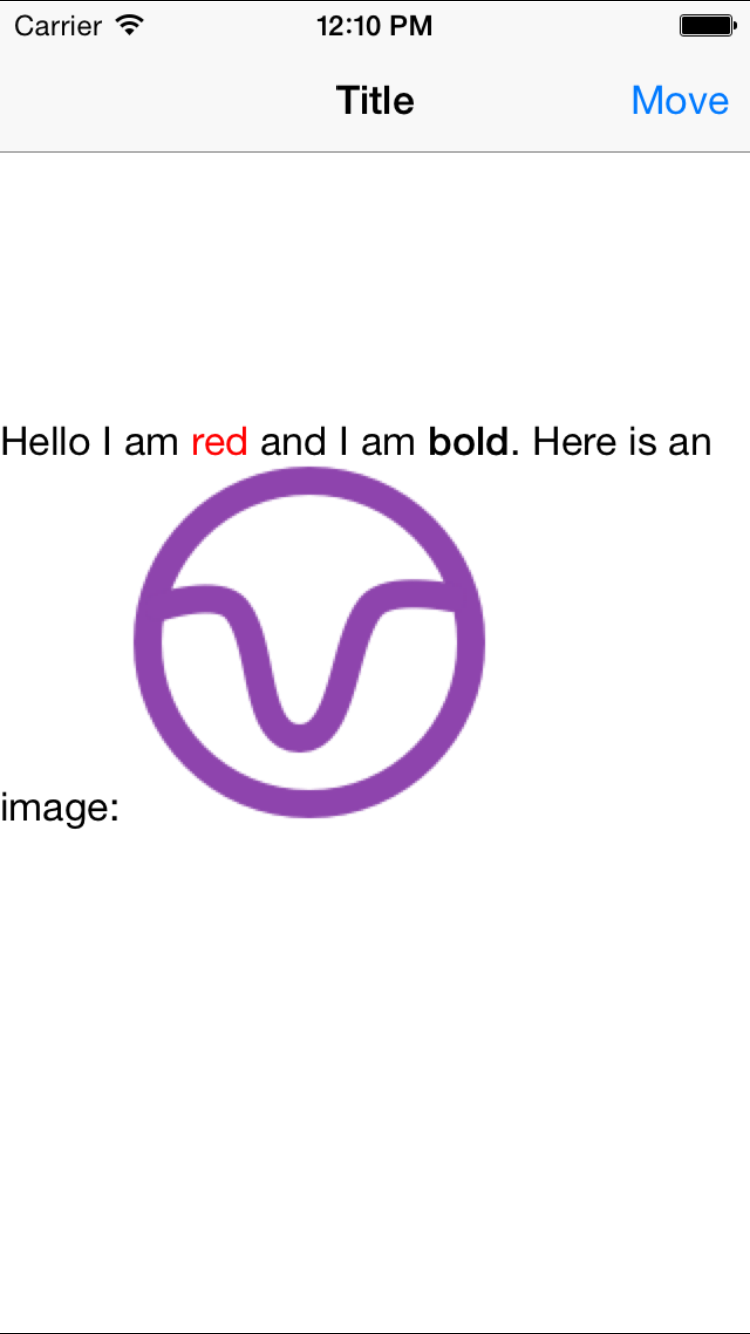 Carrier 12:10 PM
Title Move
Hello I am red and I am bold. Here is an
image: